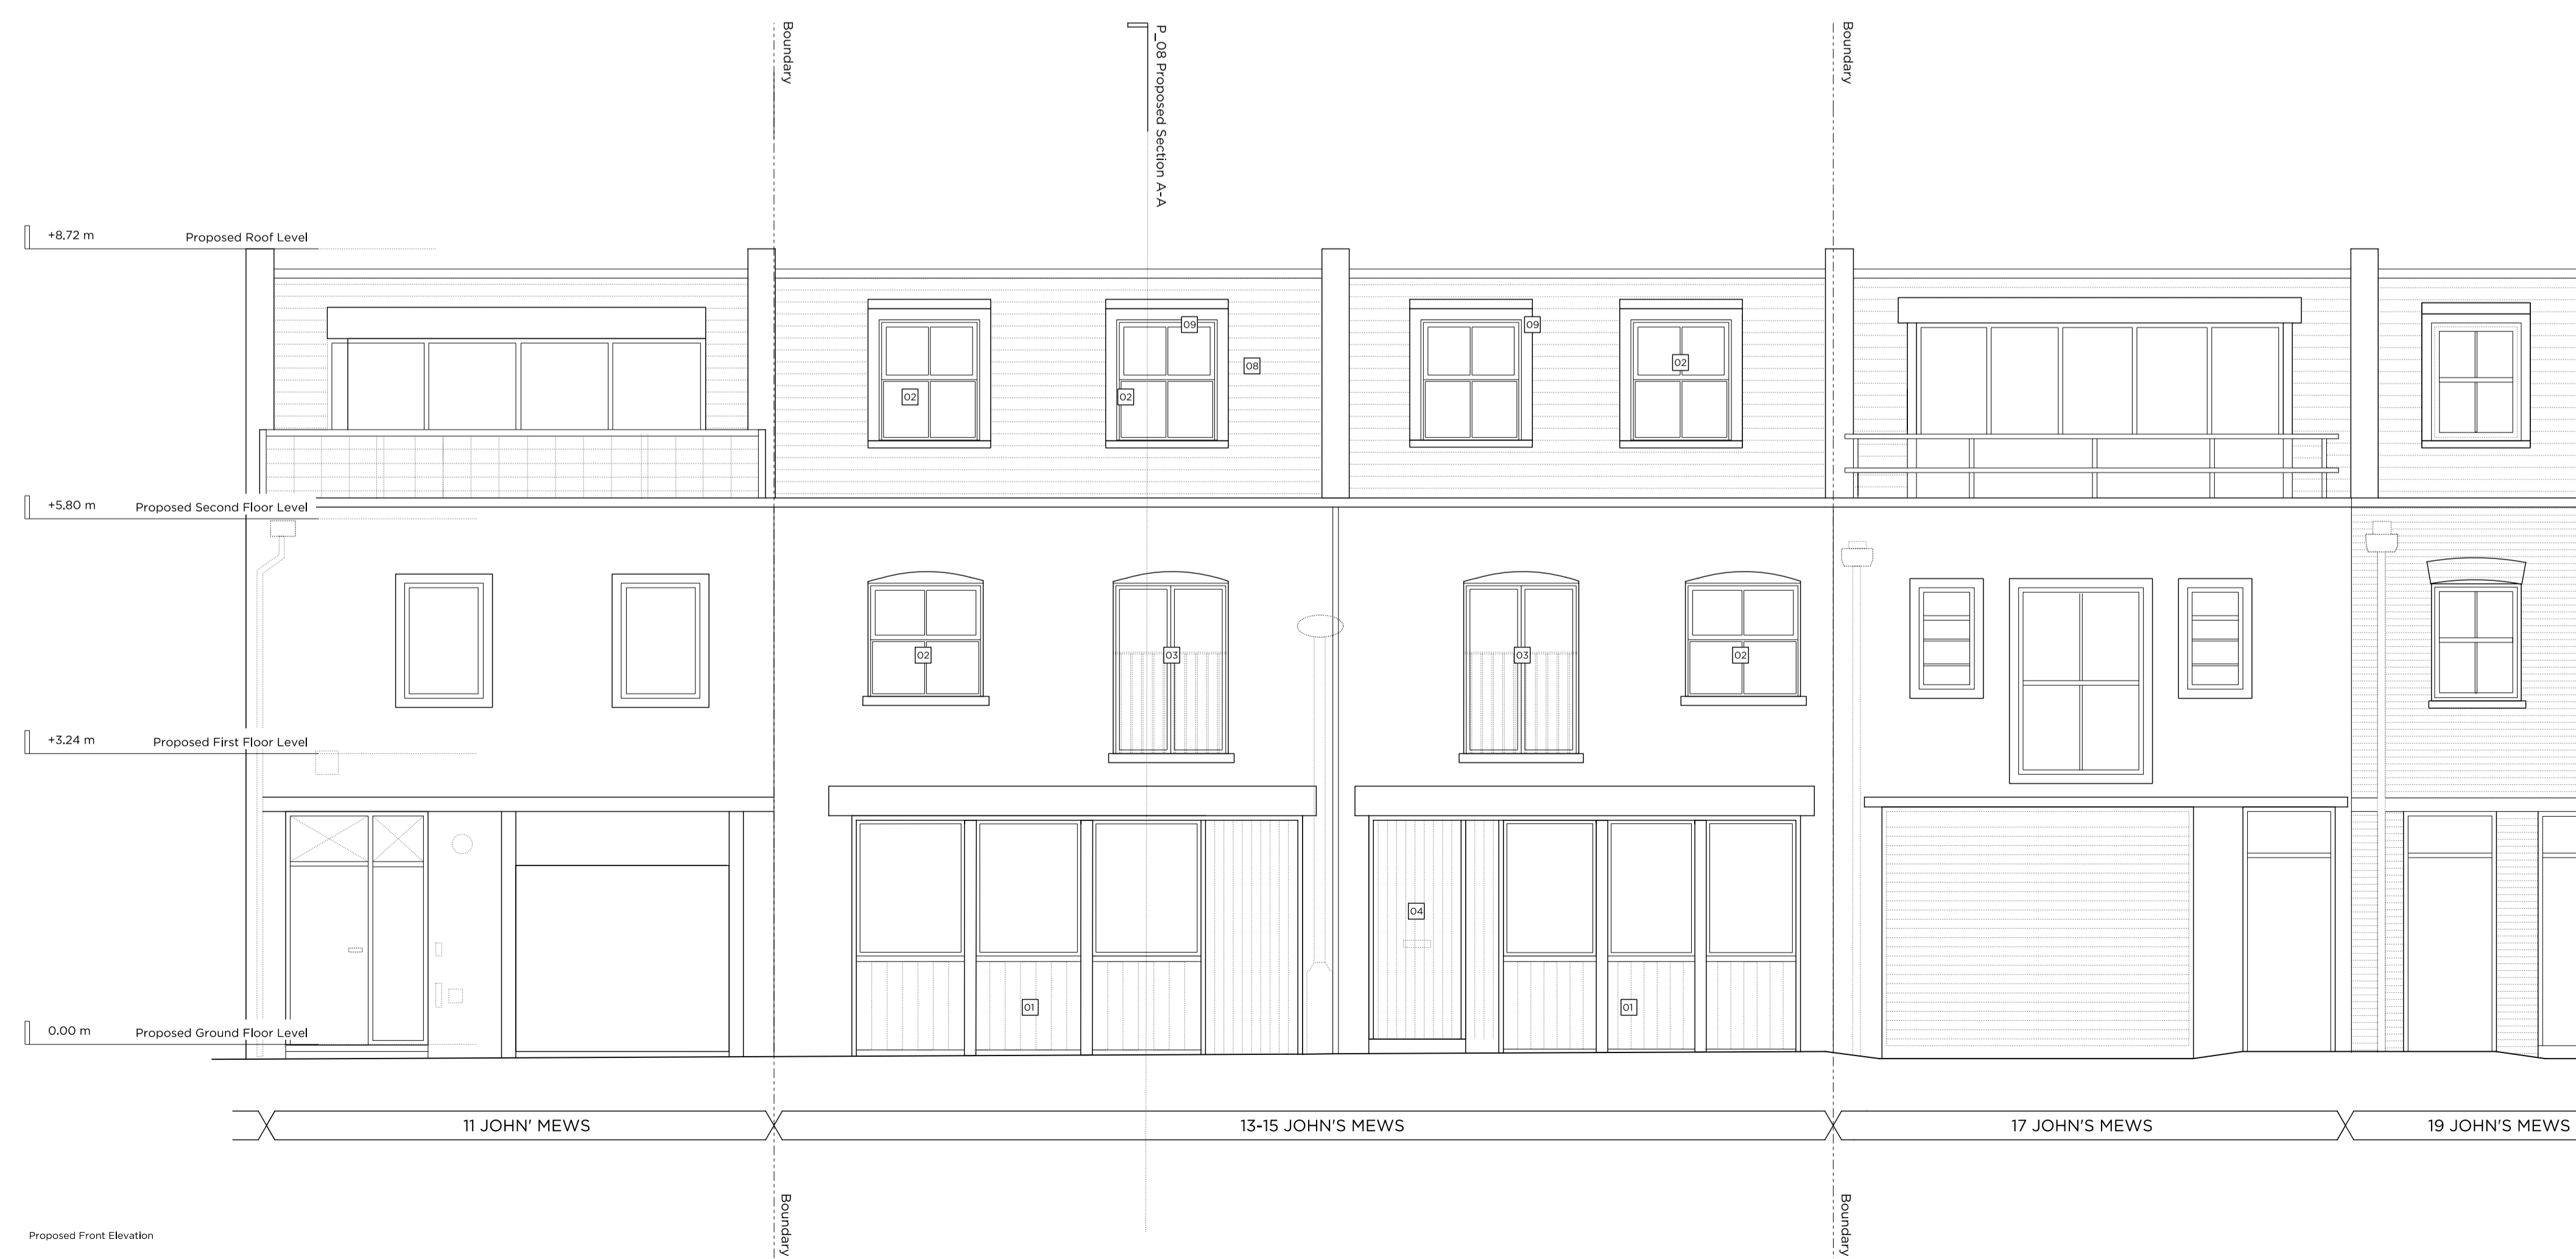 Boundary
P_08 Proposed Section A-A
Boundary
+8.72 m Proposed Roof Level
09
09
02
08
02
02
+5.80 m Proposed Second Floor Level
02
03
03
02
+3.24 m Proposed First Floor Level
04
01
01
0.00 m Proposed Ground Floor Level
11 JOHN' MEWS
13-15 JOHN'S MEWS
17 JOHN'S MEWS
19 JOHN'S MEWS
Boundary
Boundary
Proposed Front Elevation